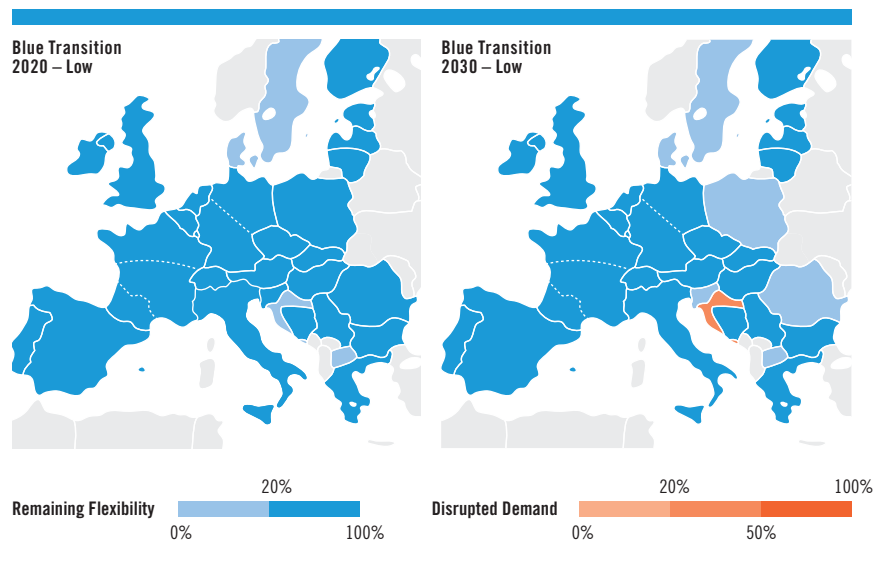 Blue Transition
2020 – Low
Blue Transition
2030 – Low
20%
Remaining Flexibility
0%
100%
20%
100%
Disrupted Demand
0%
50%